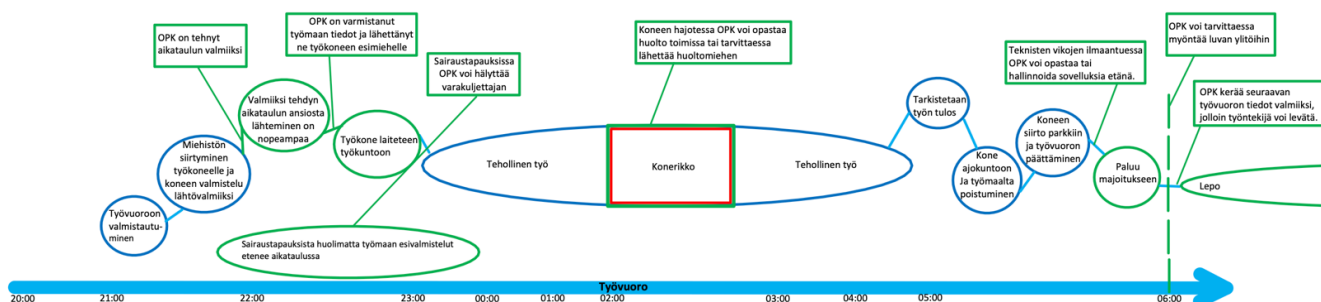 OPK on tehnyt
aikataulun valmiiksi
OPK on varmistanut
työmaan tiedot ja lähettänyt
ne työkoneen esimiehelle
Sairaustapauksissa
OPK voi hälyttää
varakuljettajan
Koneen hajotessa OPK voi opastaa
huolto toimissa tai tarvittaessa
lähettää huoltomiehen
Teknisten vikojen ilmaantuessa
OPK voi opastaa tai
hallinnoida sovelluksia etänä.
OPK voi tarvittaessa
myöntää luvan ylitöihin
OPK kerää seuraavan
työvuoron tiedot valmiiksi,
jolloin työntekijä voi levätä.
Työvuoroon
valmistautu-
minen
Miehistön
siirtyminen
työkoneelle ja
koneen valmistelu
lähtövalmiiksi
Valmiiksi tehdyn
aikataulun ansiosta
lähteminen on
nopeampaa
Työkone laiteteen
työkuntoon
Tehollinen työ
Konerikko
Tehollinen työ
Tarkistetaan
työn tulos
Kone
ajokuntoon
Ja työmaalta
poistuminen
Koneen
siirto parkkiin
ja työvuoron
päättäminen
Paluu
majoitukseen
Lepo
Sairaustapauksista huolimatta työmaan esivalmistelut
etenee aikataulussa
Työvuoro
20:00 21:00 22:00 23:00 00:00 01:00 02:00 03:00 04:00 05:00 06:00